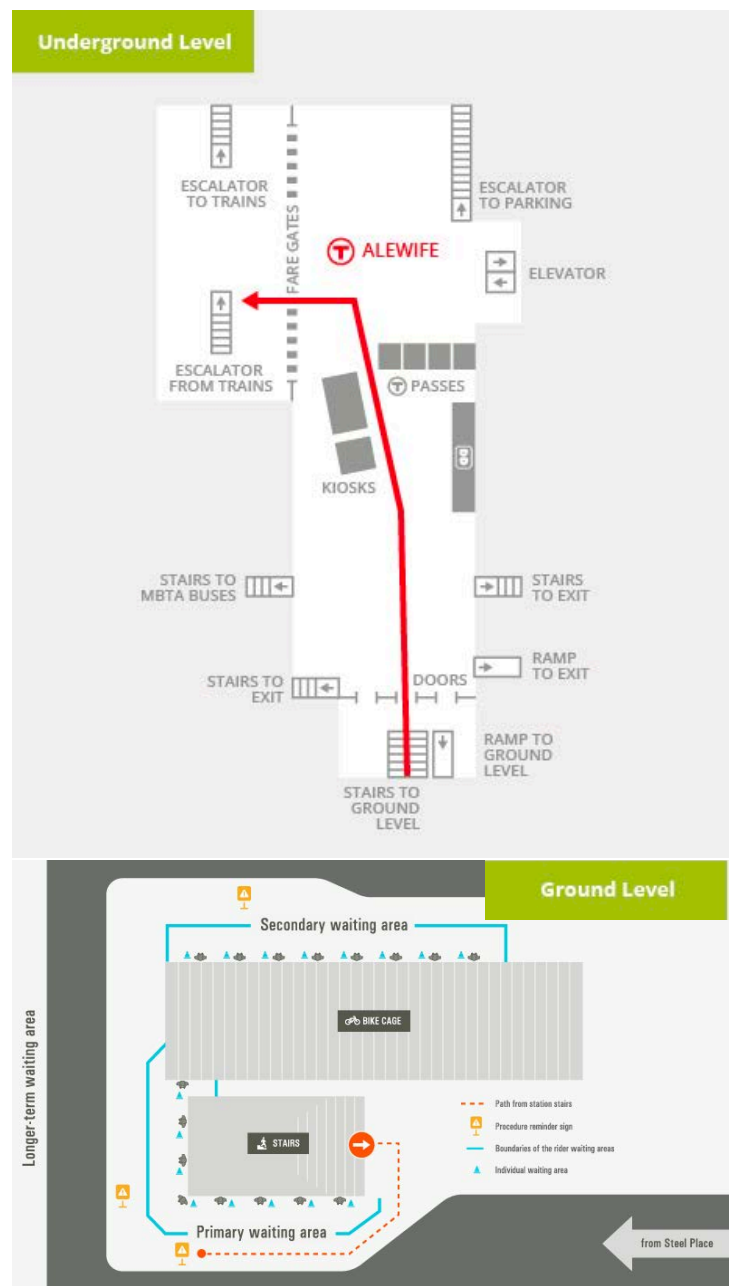 Underground Level
ESCALATOR
TO TRAINS
FARE GATES
ESCALATOR
TO PARKING
T ALEWIFE
ELEVATOR
ESCALATOR
FROM TRAINS
T PASSES
KIOSKS
STAIRS TO
MBTA BUSES
STAIRS
TO EXIT
STAIRS TO
EXIT
DOORS
RAMP
TO EXIT
RAMP TO
GROUND
LEVEL
STAIRS TO
GROUND
LEVEL
Ground Level
Secondary waiting area
BIKE CAGE
Longer-term waiting area
STAIRS
Path from station stairs
Procedure reminder sign
Boundaries of the rider waiting areas
Individual waiting area
Primary waiting area
from Steel Place